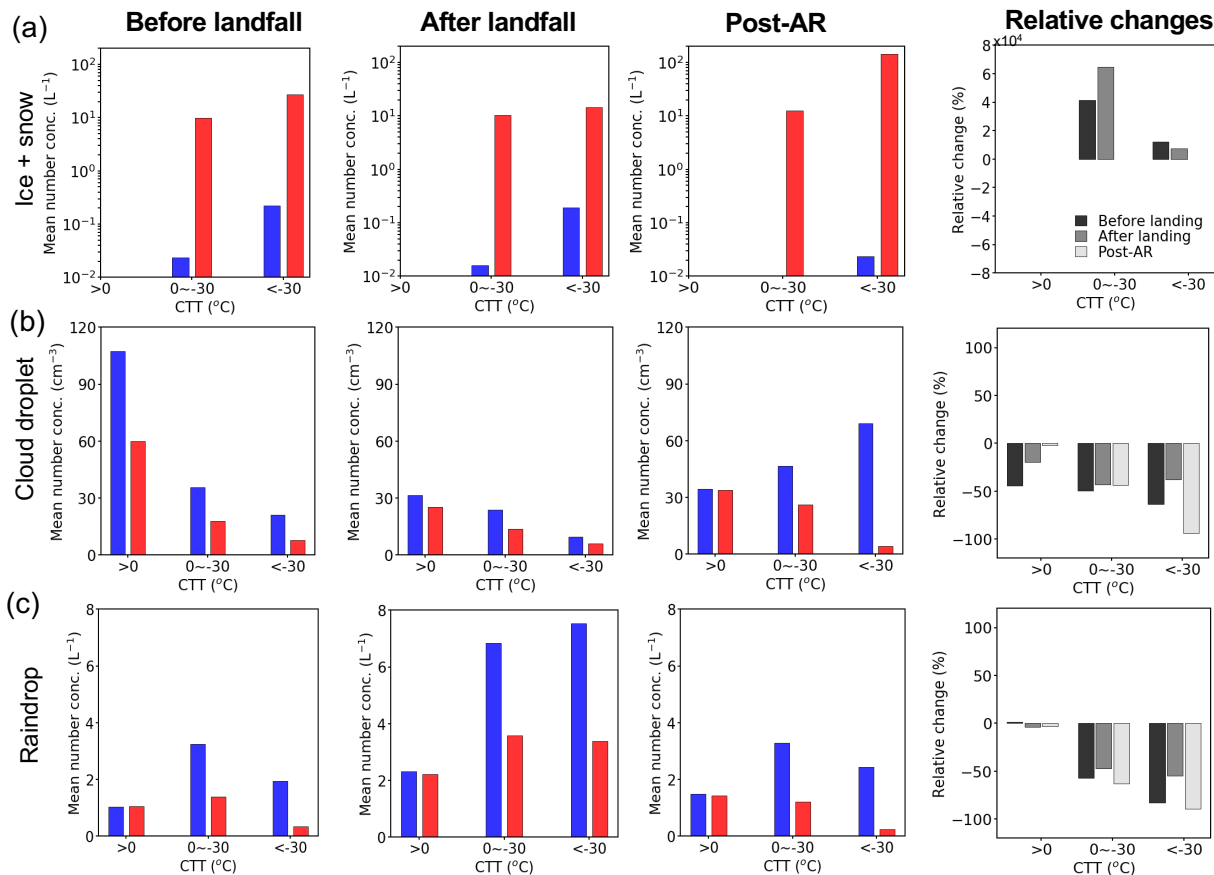 (a)
Before landfall
After landfall
Post-AR
Relative changes
Ice + snow
Mean number conc. (L⁻¹)
10²
10¹
10⁰
10⁻¹
10⁻²
>0
0~-30
<-30
CTT (°C)
Mean number conc. (L⁻¹)
10²
10¹
10⁰
10⁻¹
10⁻²
>0
0~-30
<-30
CTT (°C)
Mean number conc. (L⁻¹)
10²
10¹
10⁰
10⁻¹
10⁻²
>0
0~-30
<-30
CTT (°C)
×10⁴
Relative change (%)
8
6
4
2
0
−2
−4
−6
−8
Before landing
After landing
Post-AR
>0
0~-30
<-30
CTT (°C)
(b)
Cloud droplet
Mean number conc. (cm⁻³)
120
90
60
30
0
>0
0~-30
<-30
CTT (°C)
Mean number conc. (cm⁻³)
120
90
60
30
0
>0
0~-30
<-30
CTT (°C)
Mean number conc. (cm⁻³)
120
90
60
30
0
>0
0~-30
<-30
CTT (°C)
Relative change (%)
100
50
0
−50
−100
>0
0~-30
<-30
CTT (°C)
(c)
Raindrop
Mean number conc. (L⁻¹)
8
6
4
2
0
>0
0~-30
<-30
CTT (°C)
Mean number conc. (L⁻¹)
8
6
4
2
0
>0
0~-30
<-30
CTT (°C)
Mean number conc. (L⁻¹)
8
6
4
2
0
>0
0~-30
<-30
CTT (°C)
Relative change (%)
100
50
0
−50
−100
>0
0~-30
<-30
CTT (°C)